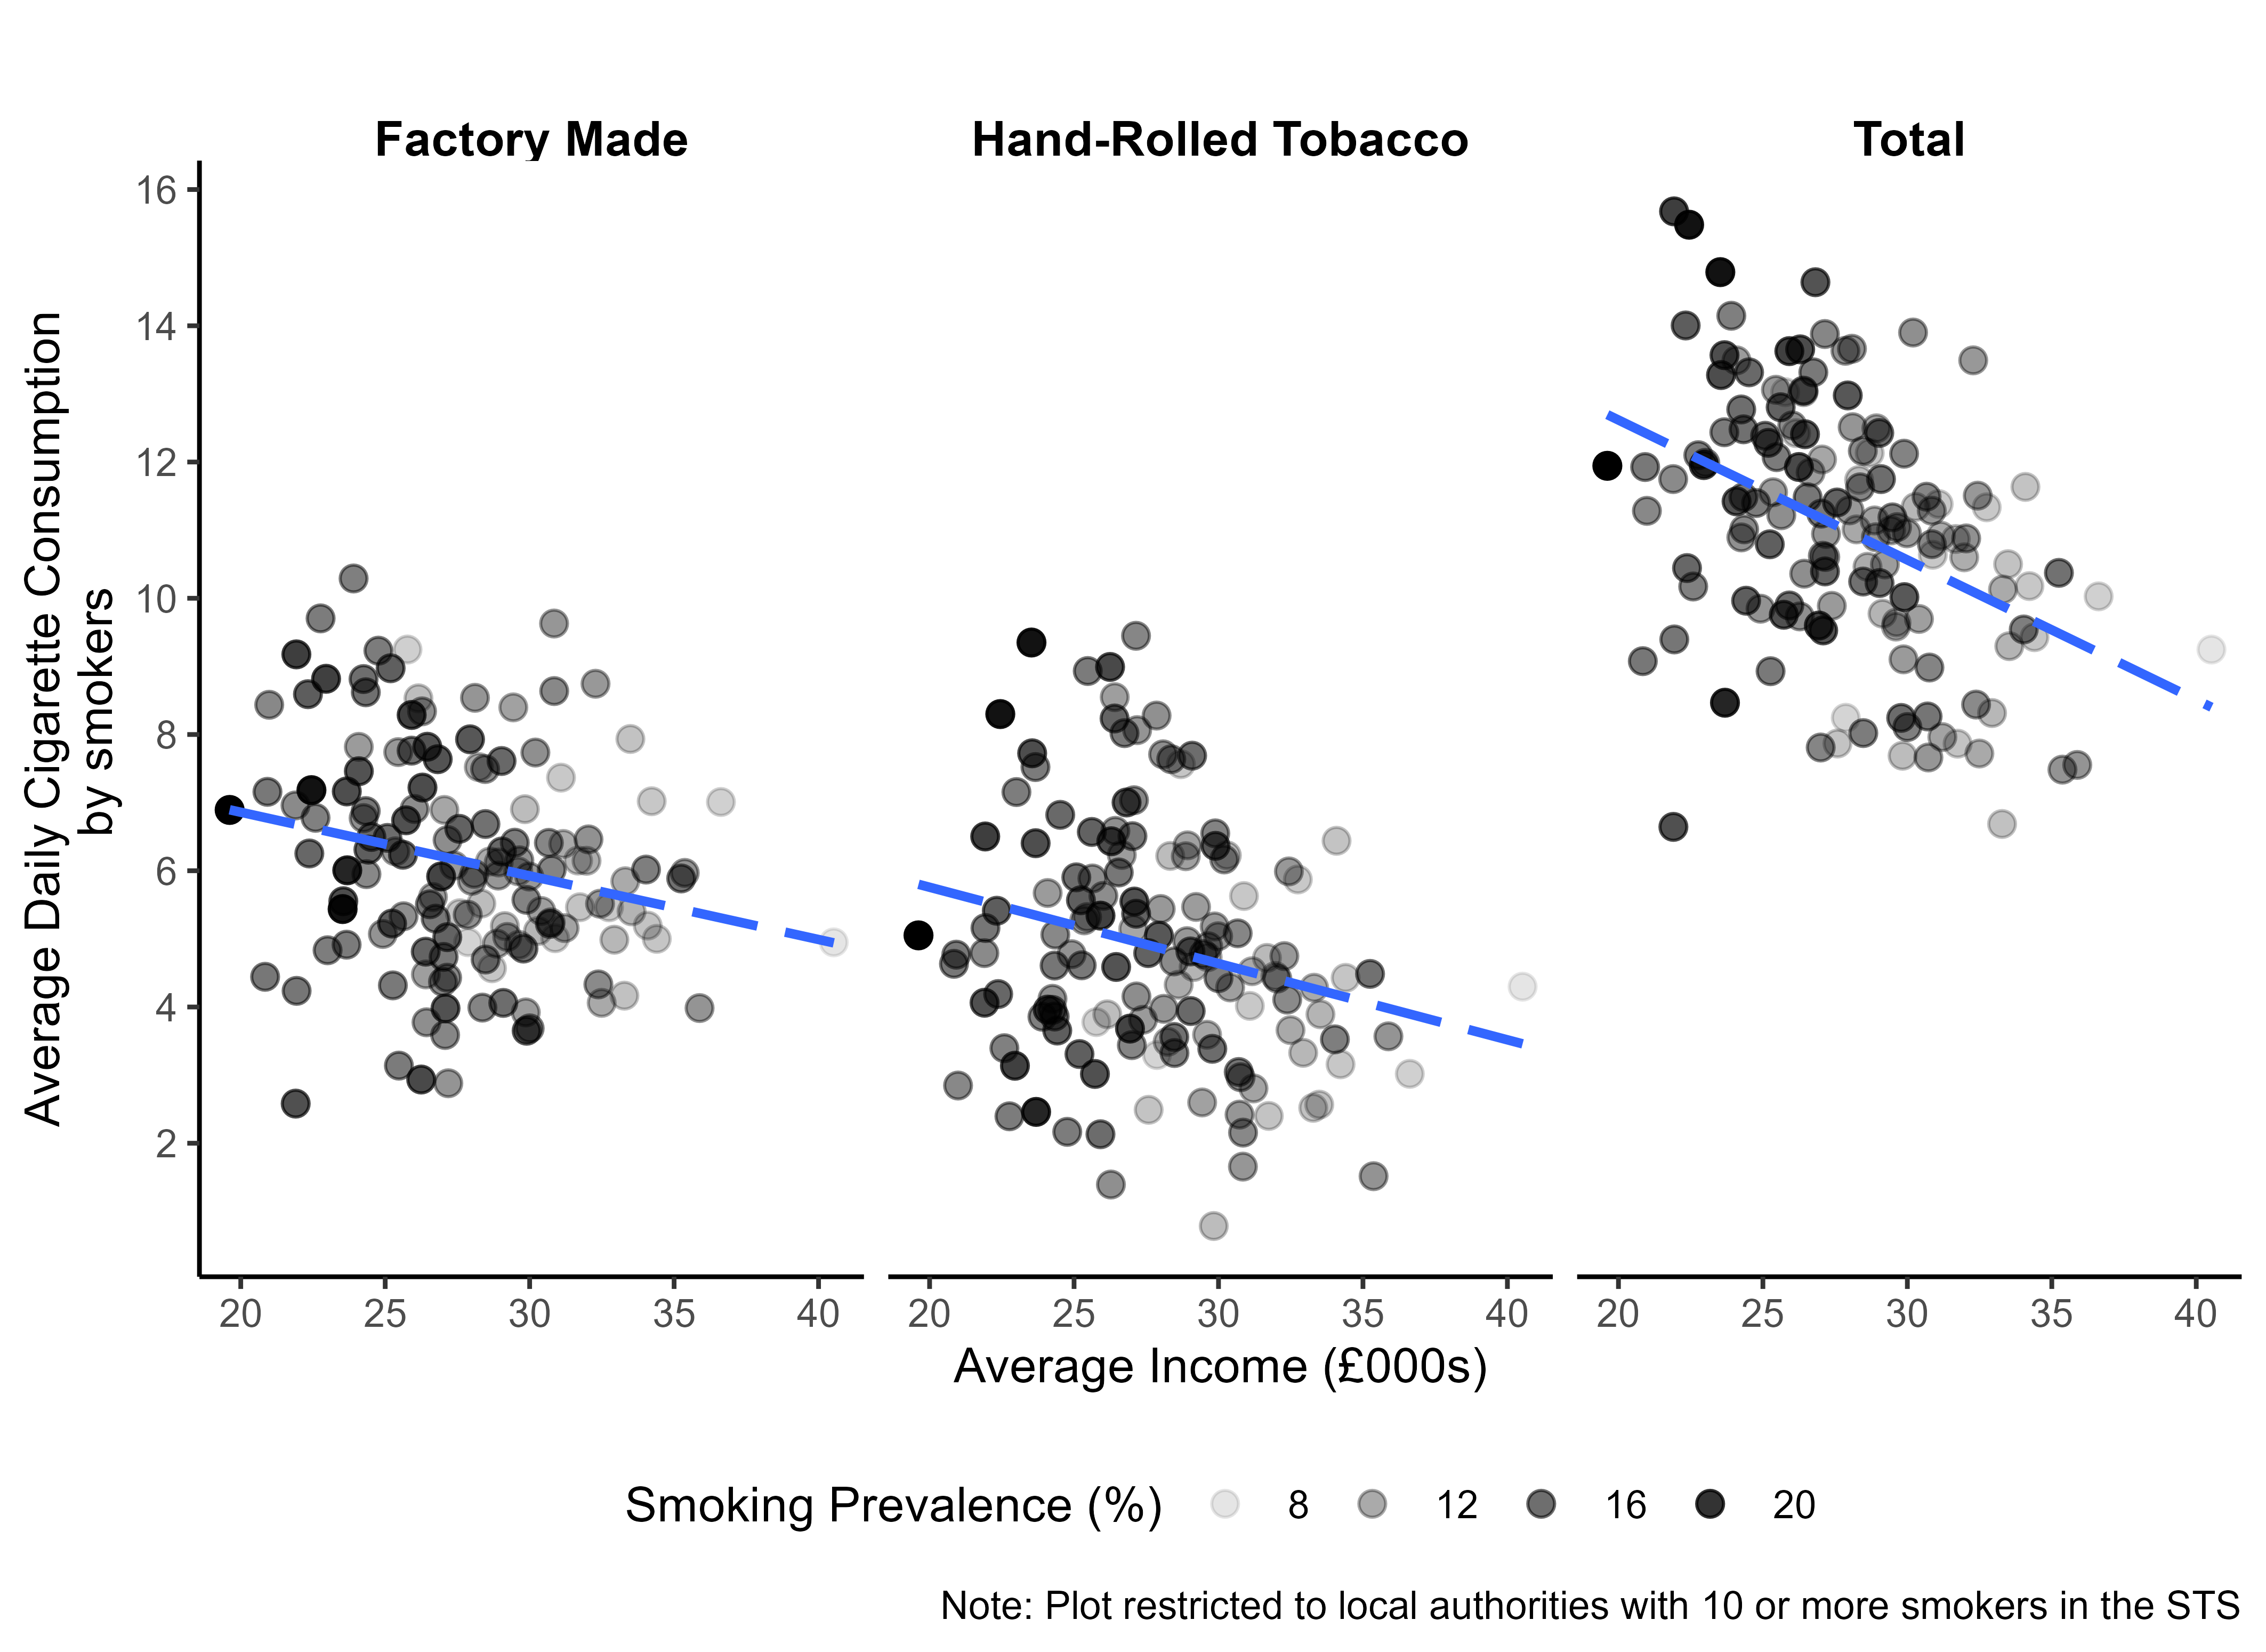 Factory Made
Hand-Rolled Tobacco
Total
Average Daily Cigarette Consumption
by smokers
16
14
12
10
8
6
4
2
20 25 30 35 40
20 25 30 35 40
20 25 30 35 40
Average Income (£000s)
Smoking Prevalence (%) 8 12 16 20
Note: Plot restricted to local authorities with 10 or more smokers in the STS